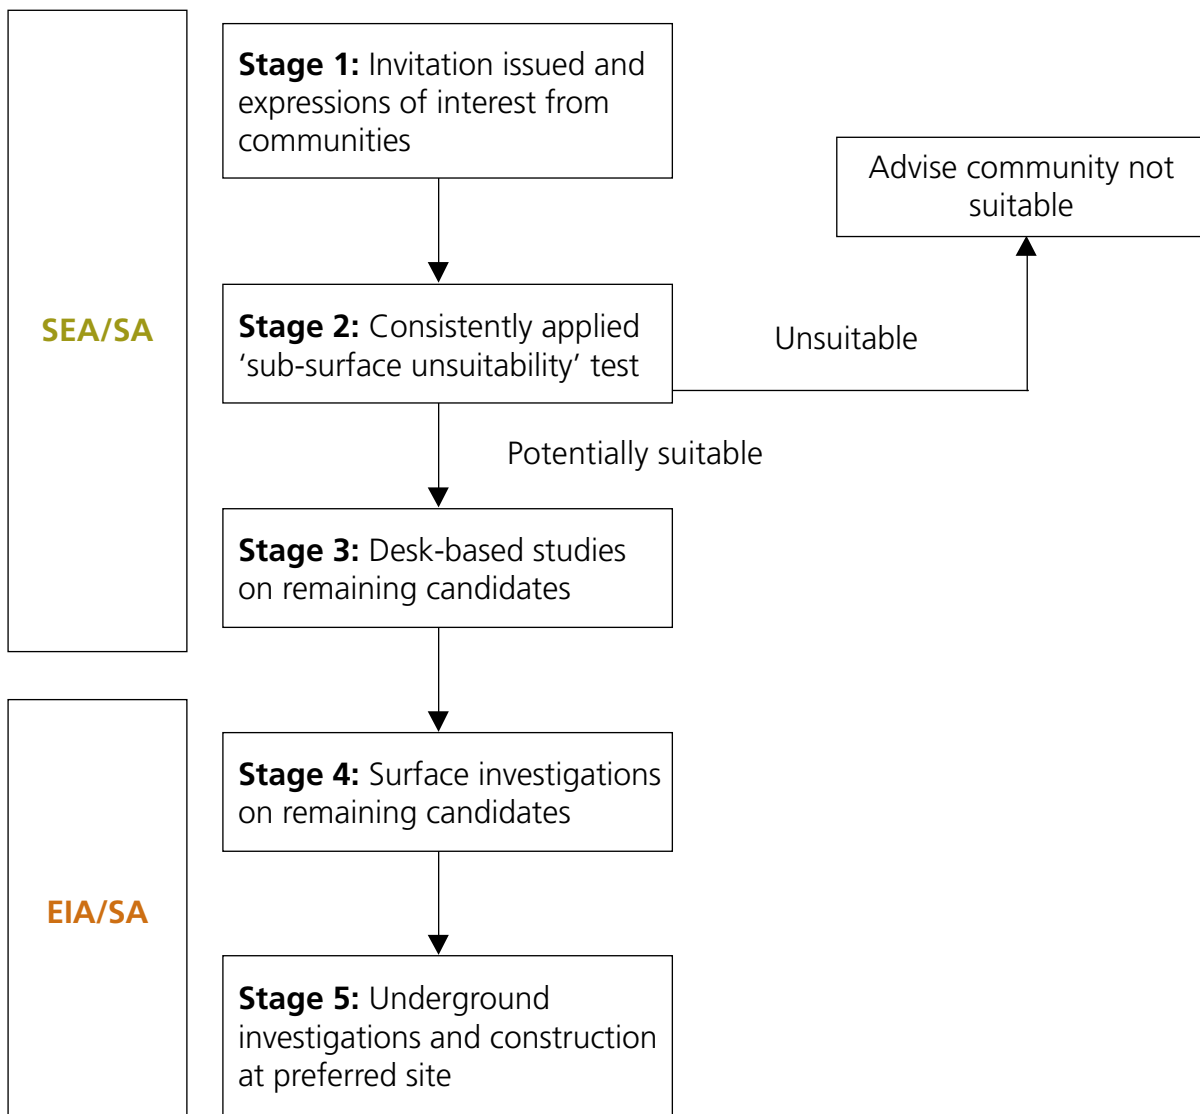 Stage 1: Invitation issued and
expressions of interest from
communities
Advise community not
suitable
SEA/SA
Stage 2: Consistently applied
‘sub-surface unsuitability’ test
Unsuitable
Potentially suitable
Stage 3: Desk-based studies
on remaining candidates
Stage 4: Surface investigations
on remaining candidates
EIA/SA
Stage 5: Underground
investigations and construction
at preferred site